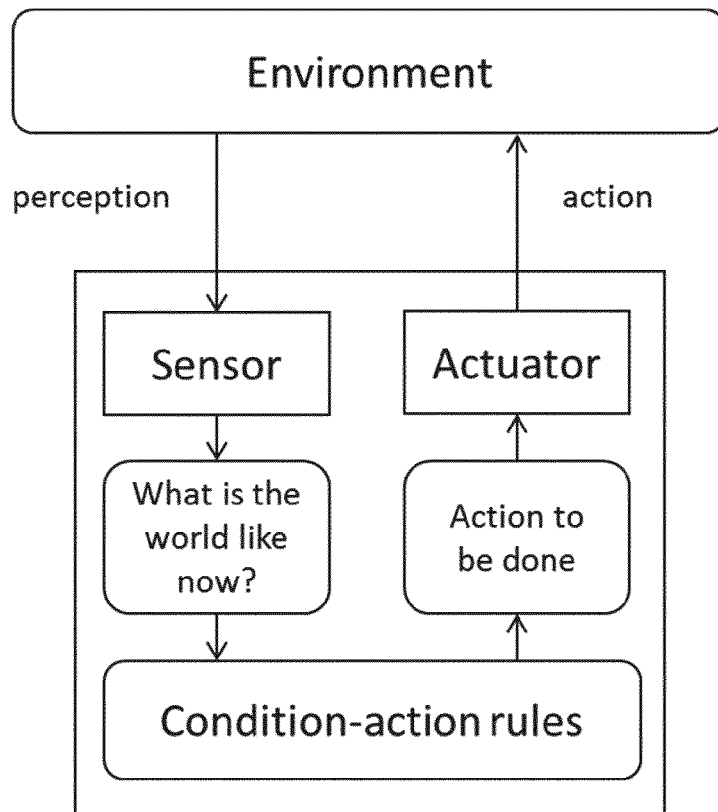 Environment
perception
action
Sensor
Actuator
What is the
world like
now?
Action to
be done
Condition-action rules